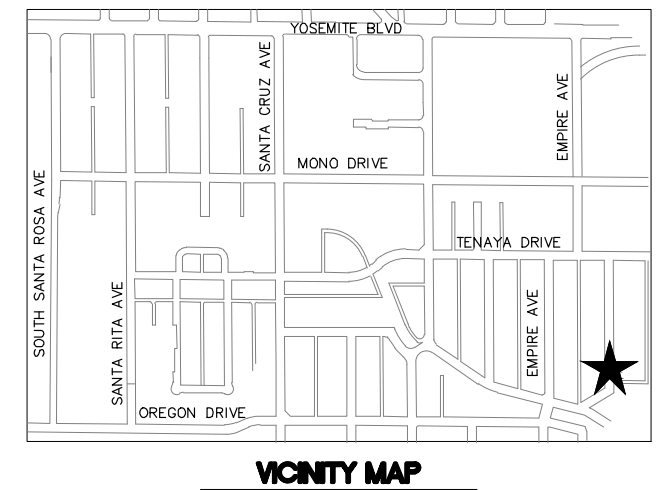 YOSEMITE BLVD
SANTA CRUZ AVE
EMPIRE AVE
MONO DRIVE
SOUTH SANTA ROSA AVE
TENAYA DRIVE
SANTA RITA AVE
EMPIRE AVE
OREGON DRIVE
VICINITY MAP